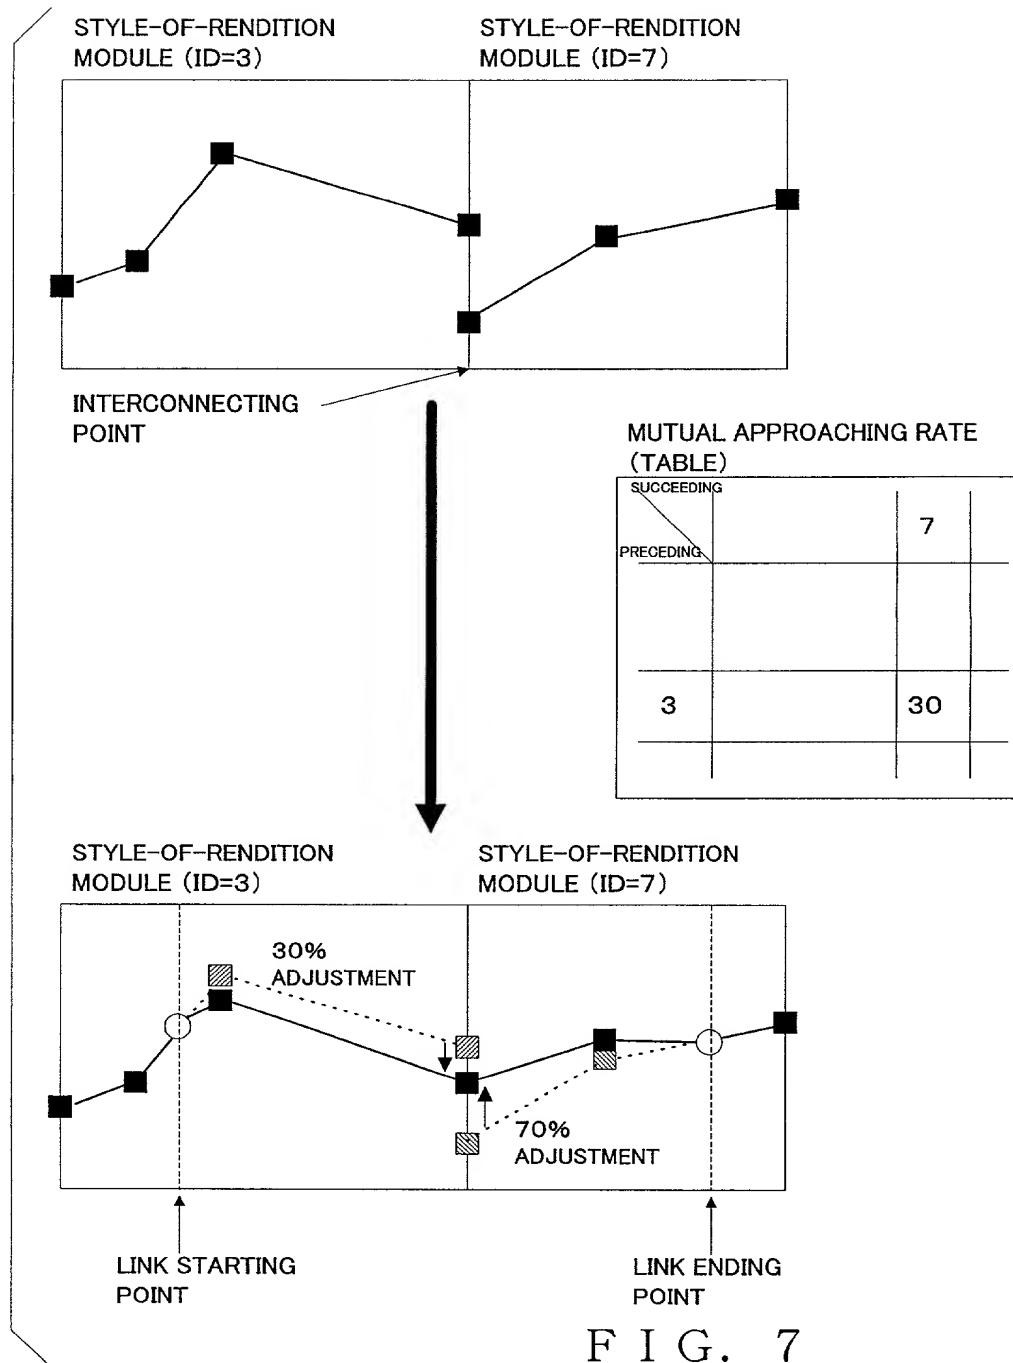 STYLE-OF-RENDITION
MODULE (ID=3)
STYLE-OF-RENDITION
MODULE (ID=7)
INTERCONNECTING
POINT
MUTUAL APPROACHING RATE
(TABLE)
SUCCEEDING
PRECEDING
7
3
30
STYLE-OF-RENDITION
MODULE (ID=3)
STYLE-OF-RENDITION
MODULE (ID=7)
30%
ADJUSTMENT
70%
ADJUSTMENT
LINK STARTING
POINT
LINK ENDING
POINT
FIG. 7